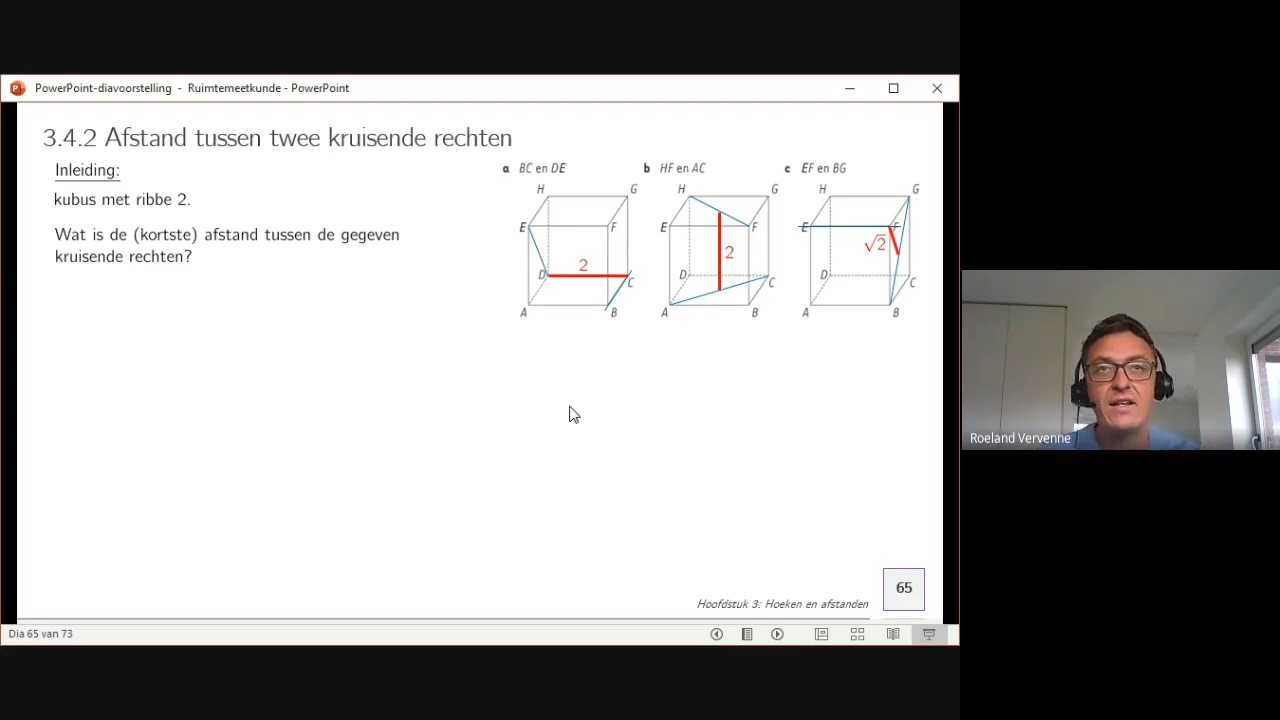 PowerPoint-diavoorstelling - Ruimtemeetkunde - PowerPoint
3.4.2 Afstand tussen twee kruisende rechten
Inleiding:
kubus met ribbe 2.
Wat is de (kortste) afstand tussen de gegeven
kruisende rechten?
a BC en DE
H G
E F
2
D C
A B
b HF en AC
H G
E F
2
D C
A B
c EF en BG
H G
E F
√2
D C
A B
Roeland Vervenne
65
Hoofdstuk 3: Hoeken en afstanden
Dia 65 van 73